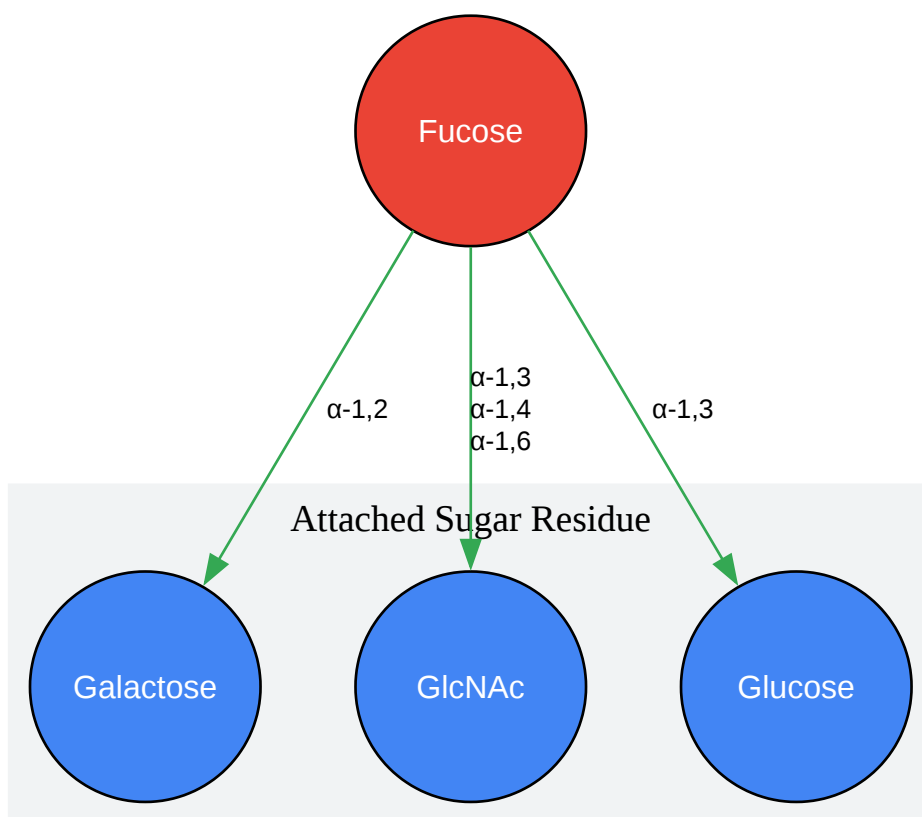 Fucose
α-1,2
α-1,3
α-1,4
α-1,6
α-1,3
Attached Sugar Residue
Galactose
GlcNAc
Glucose